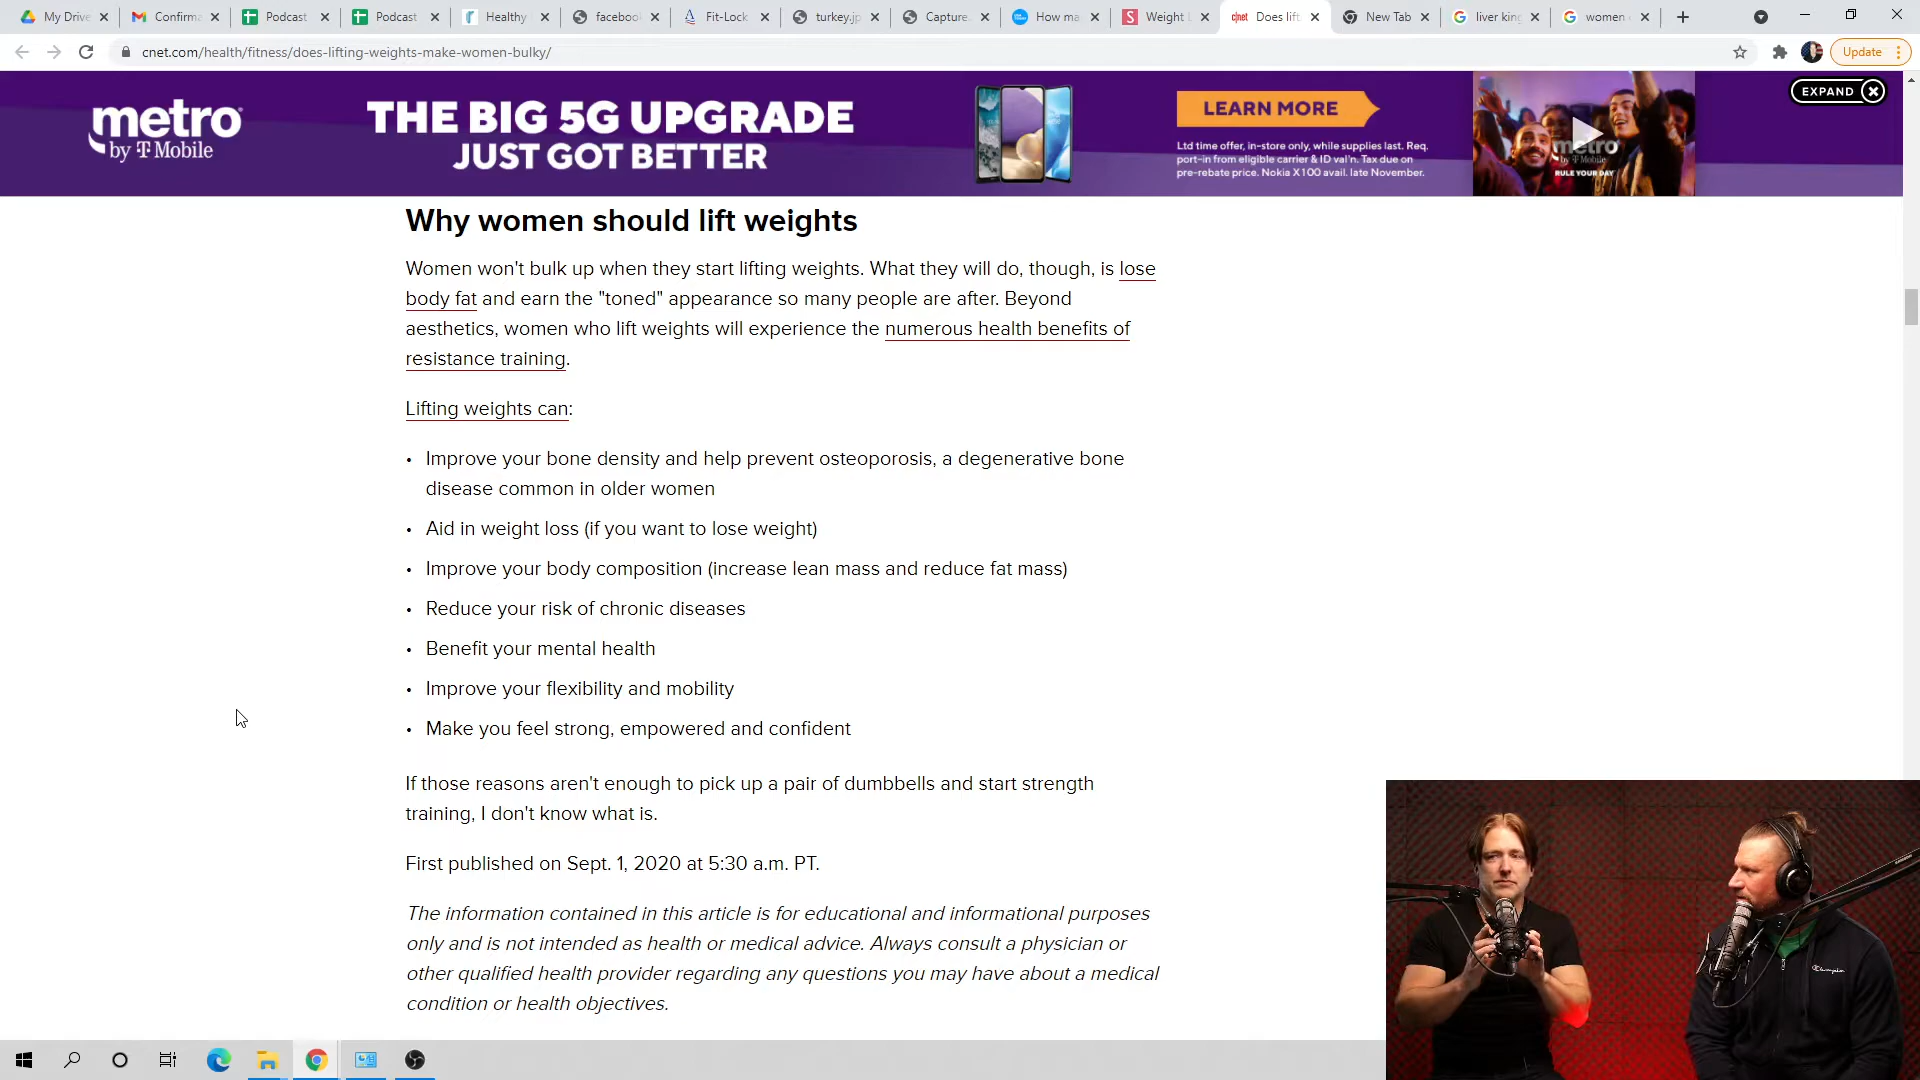 My Drive
Confirma
Podcast
Podcast
Healthy
faceboo
Fit-Lock
turkey.jp
Capture.
How ma
Weight L
c|net Does lift
New Tab
liver king
women
cnet.com/health/fitness/does-lifting-weights-make-women-bulky/
Update
metro
by T Mobile
THE BIG 5G UPGRADE
JUST GOT BETTER
LEARN MORE
Ltd time offer, in-store only, while supplies last. Req.
port-in from eligible carrier & ID val'n. Tax due on
pre-rebate price. Nokia X100 avail. late November.
metro
by T Mobile
RULE YOUR DAY
EXPAND
Why women should lift weights
Women won't bulk up when they start lifting weights. What they will do, though, is lose
body fat and earn the "toned" appearance so many people are after. Beyond
aesthetics, women who lift weights will experience the numerous health benefits of
resistance training.
Lifting weights can:
• Improve your bone density and help prevent osteoporosis, a degenerative bone
disease common in older women
• Aid in weight loss (if you want to lose weight)
• Improve your body composition (increase lean mass and reduce fat mass)
• Reduce your risk of chronic diseases
• Benefit your mental health
• Improve your flexibility and mobility
• Make you feel strong, empowered and confident
If those reasons aren't enough to pick up a pair of dumbbells and start strength
training, I don't know what is.
First published on Sept. 1, 2020 at 5:30 a.m. PT.
The information contained in this article is for educational and informational purposes
only and is not intended as health or medical advice. Always consult a physician or
other qualified health provider regarding any questions you may have about a medical
condition or health objectives.
Champion